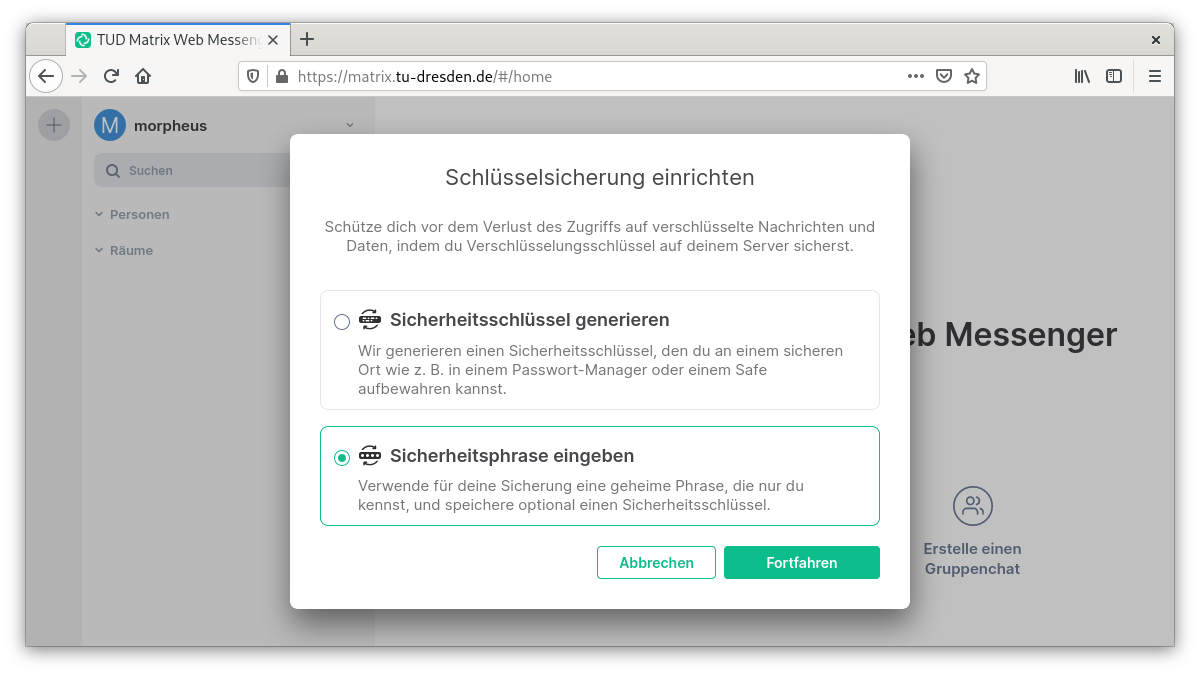 TUD Matrix Web Messeng
https://matrix.tu-dresden.de/#/home
M morpheus
Suchen
Personen
Räume
eb Messenger
Erstelle einen
Gruppenchat
Schlüsselsicherung einrichten
Schütze dich vor dem Verlust des Zugriffs auf verschlüsselte Nachrichten und
Daten, indem du Verschlüsselungsschlüssel auf deinem Server sicherst.
Sicherheitsschlüssel generieren
Wir generieren einen Sicherheitsschlüssel, den du an einem sicheren
Ort wie z. B. in einem Passwort-Manager oder einem Safe
aufbewahren kannst.
Sicherheitsphrase eingeben
Verwende für deine Sicherung eine geheime Phrase, die nur du
kennst, und speichere optional einen Sicherheitsschlüssel.
Abbrechen
Fortfahren